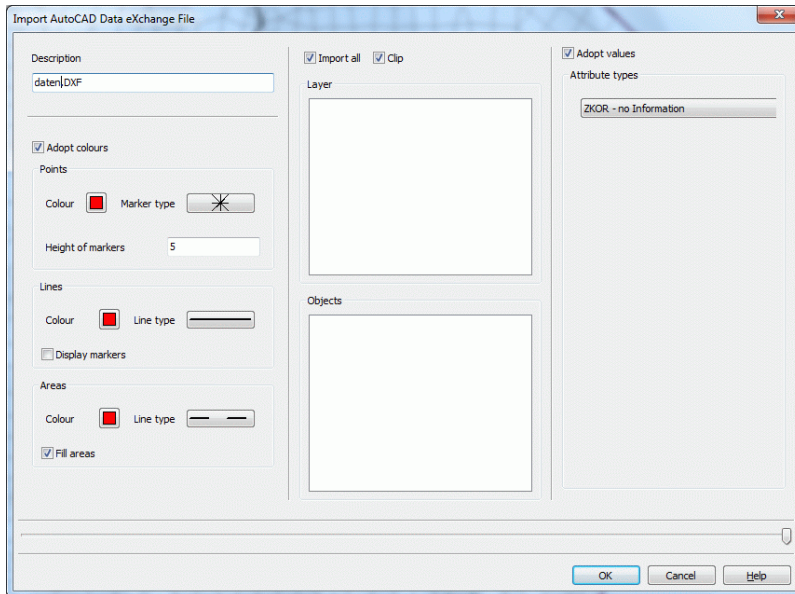 Import AutoCAD Data eXchange File
Description
daten.DXF
Adopt colours
Points
Colour
Marker type
Height of markers
5
Lines
Colour
Line type
Display markers
Areas
Colour
Line type
Fill areas
Import all
Clip
Layer
Objects
Adopt values
Attribute types
ZKOR - no Information
OK
Cancel
Help